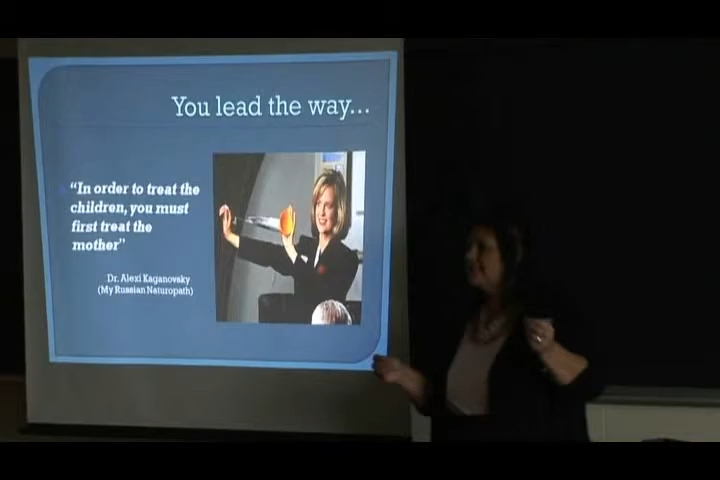 You lead the way...
"In order to treat the
children, you must
first treat the
mother"
Dr. Alexi Kaganovsky
(My Russian Naturopath)